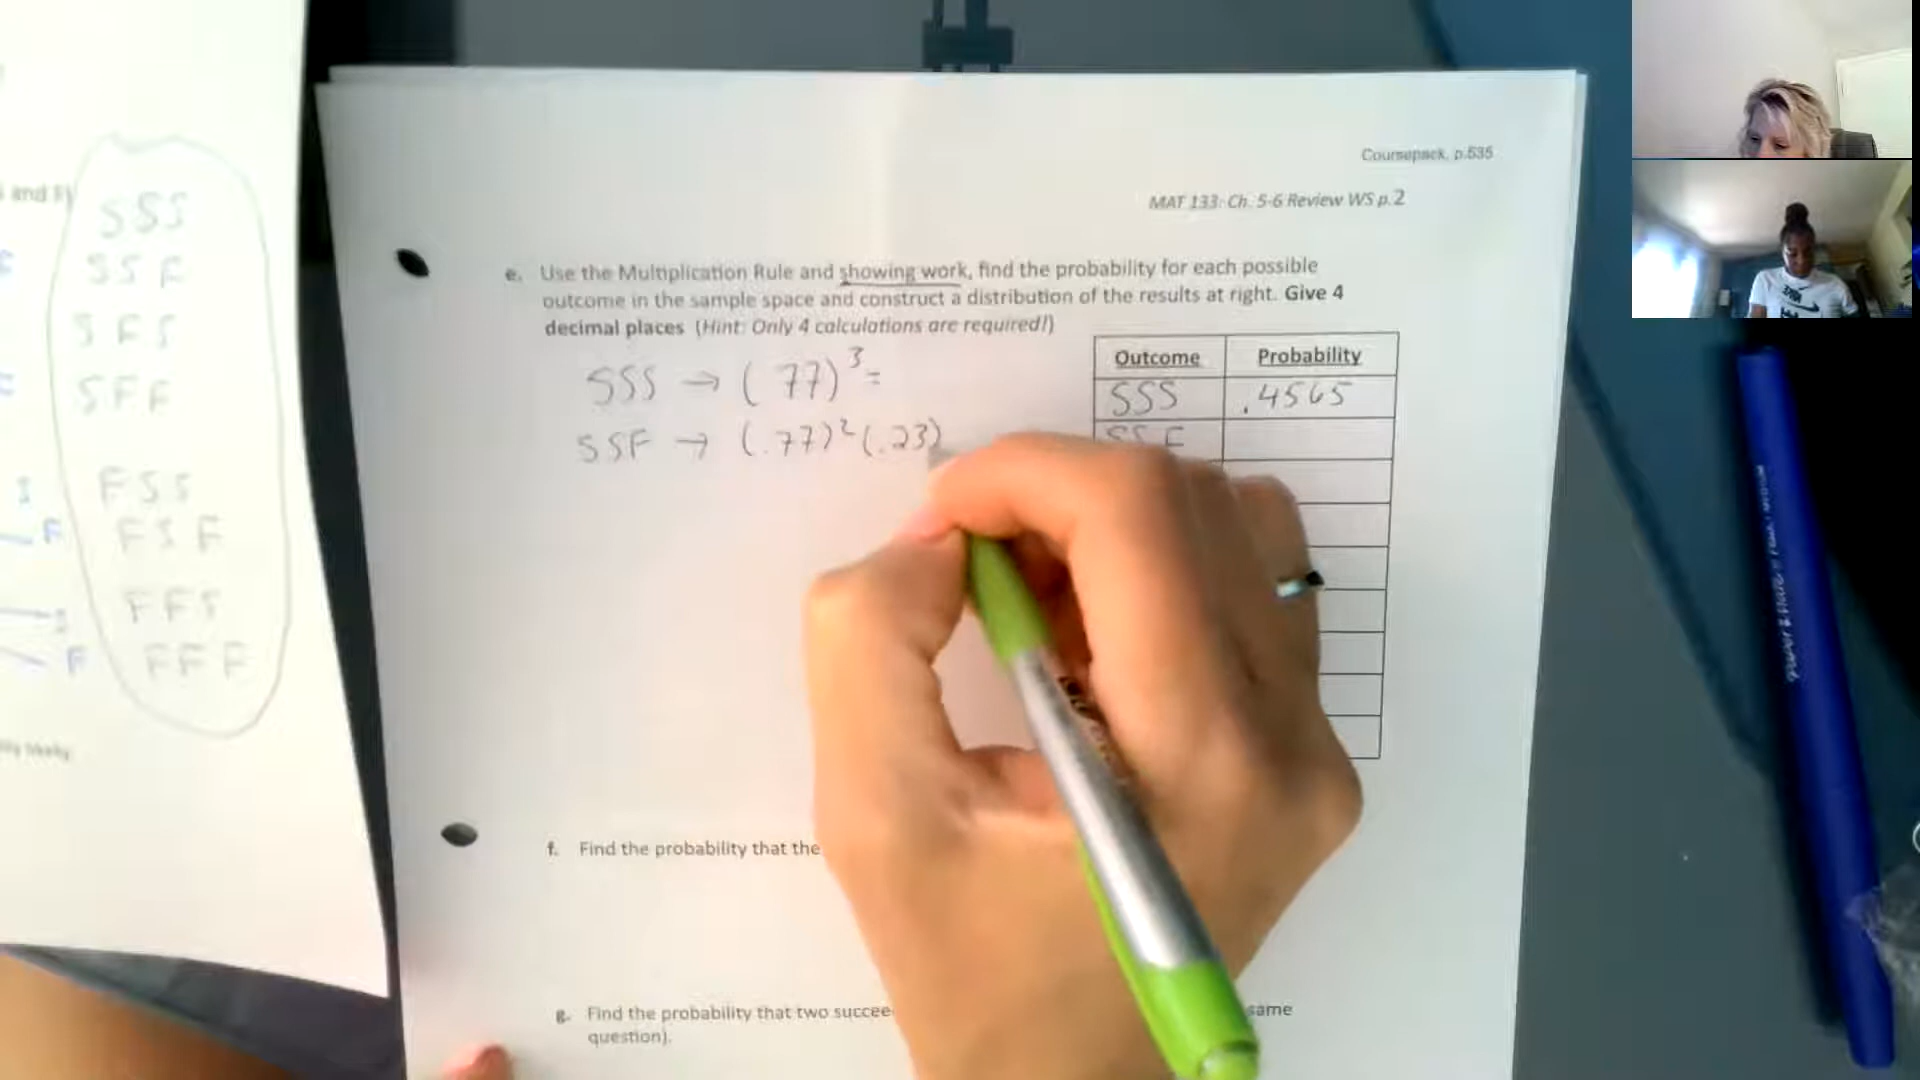 Coursepack, p.535
MAT 133: Ch. 5-6 Review WS p.2
e. Use the Multiplication Rule and showing work, find the probability for each possible
outcome in the sample space and construct a distribution of the results at right. Give 4
decimal places (Hint: Only 4 calculations are required!)
SSS → ( 77)³ =
SSF → (.77)² (.23)
Outcome Probability
SSS .4565
SSF
f. Find the probability that the
g. Find the probability that two succee
same
question).
and F)
SSS
SSF
SFS
SFF
S FSS
F FSF
S FFS
F FFF